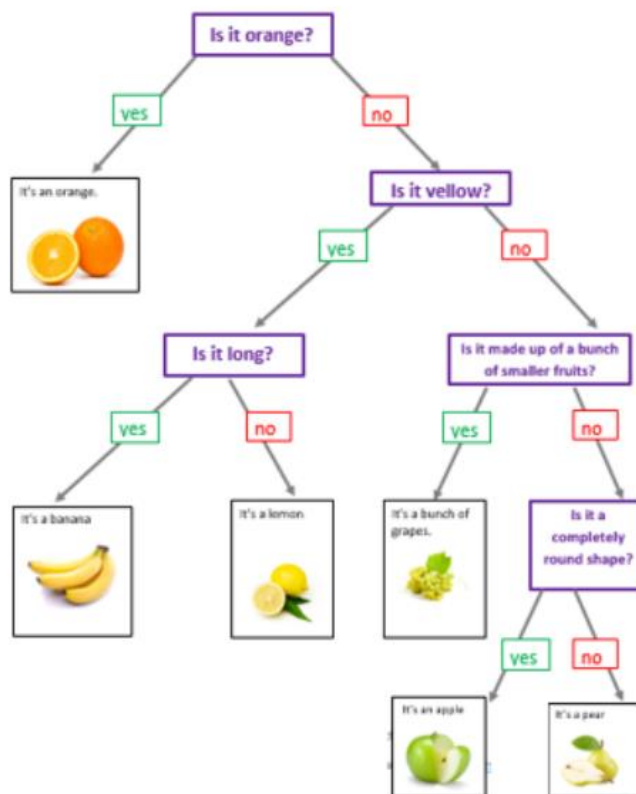 Is it orange?
yes
no
It's an orange.
Is it vellow?
yes
no
Is it long?
Is it made up of a bunch
of smaller fruits?
yes
no
yes
no
It's a banana
It's a lemon
It's a bunch of
grapes.
Is it a
completely
round shape?
yes
no
It's an apple
It's a pear